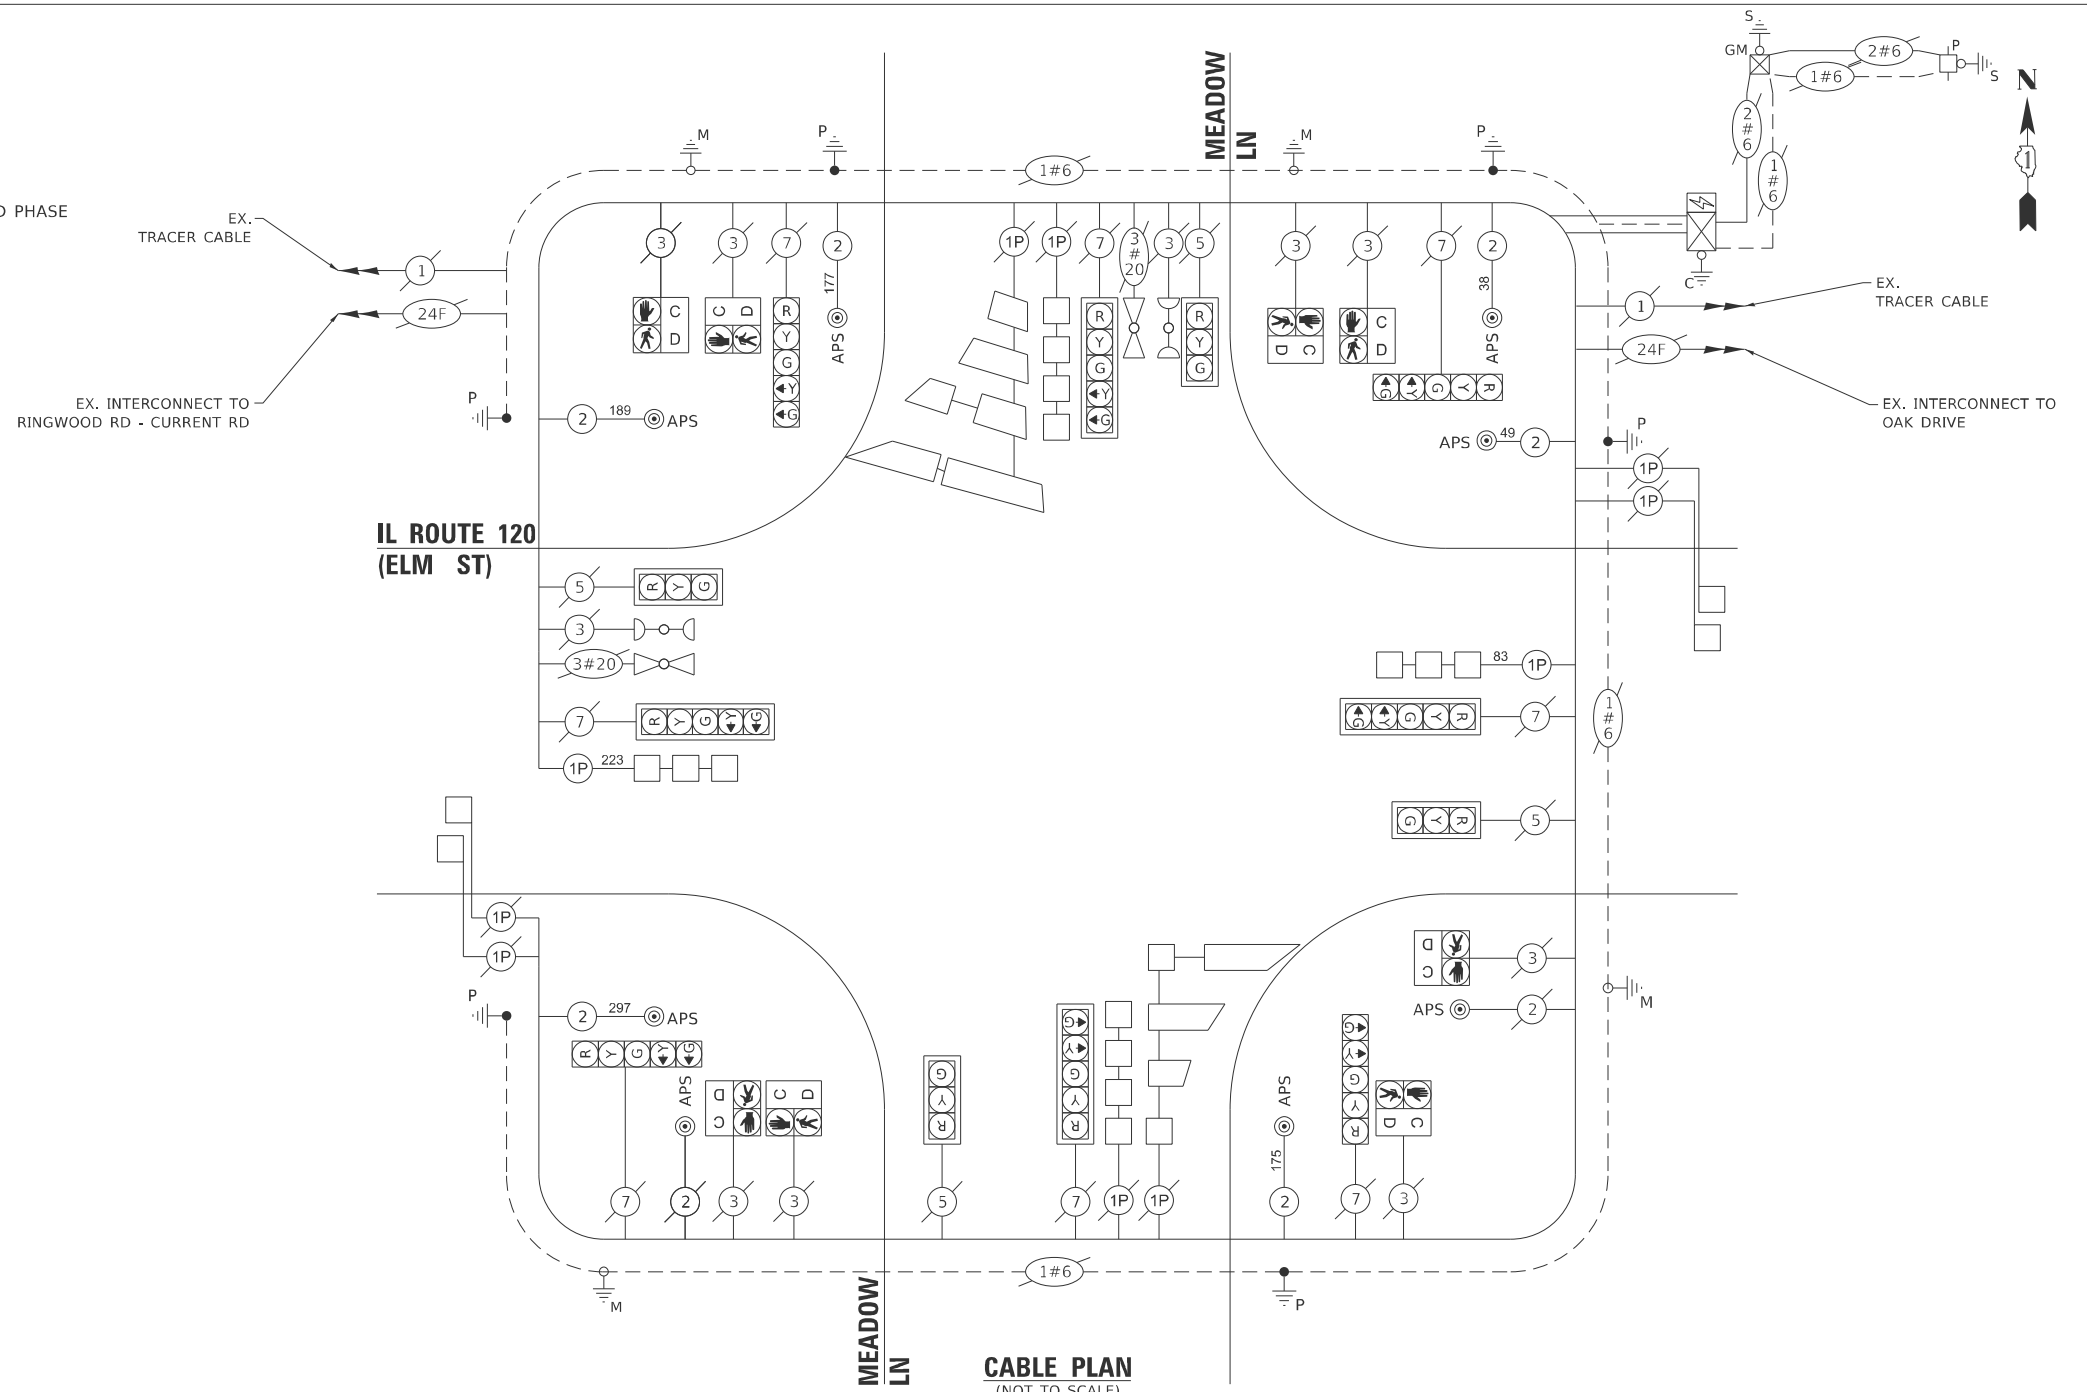 S
GM
2#6
P
1#6
S
N
2
#
6
1
#
6
1
C
MEADOW
LN
M
P
1#6
M
P
D PHASE
EX.
TRACER CABLE
1
24F
EX. INTERCONNECT TO
RINGWOOD RD - CURRENT RD
P
3
3
7
2
1P
1P
7
3
#
20
3
5
3
3
7
2
177
38
C
D
C D
R
Y
G
Y
G
APS
R
Y
G
Y
G
R
Y
G
C D
C
D
G Y G Y R
APS
2
189
APS
1
EX.
TRACER CABLE
24F
EX. INTERCONNECT TO
OAK DRIVE
APS
49
2
P
1P
1P
IL ROUTE 120
(ELM ST)
5
R Y G
3
3#20
7
R Y G Y G
1P
223
83
1P
G Y G Y R
7
1
#
6
G Y R
5
1P
1P
P
2
297
APS
R Y G Y G
APS
D
C
C D
7
2
3
3
G
Y
R
5
G
Y
G
Y
R
7
1P
1P
D
C
3
APS
2
M
APS
175
2
G
Y
G
Y
R
7
D C
3
M
1#6
P
MEADOW
LN
CABLE PLAN
(NOT TO SCALE)